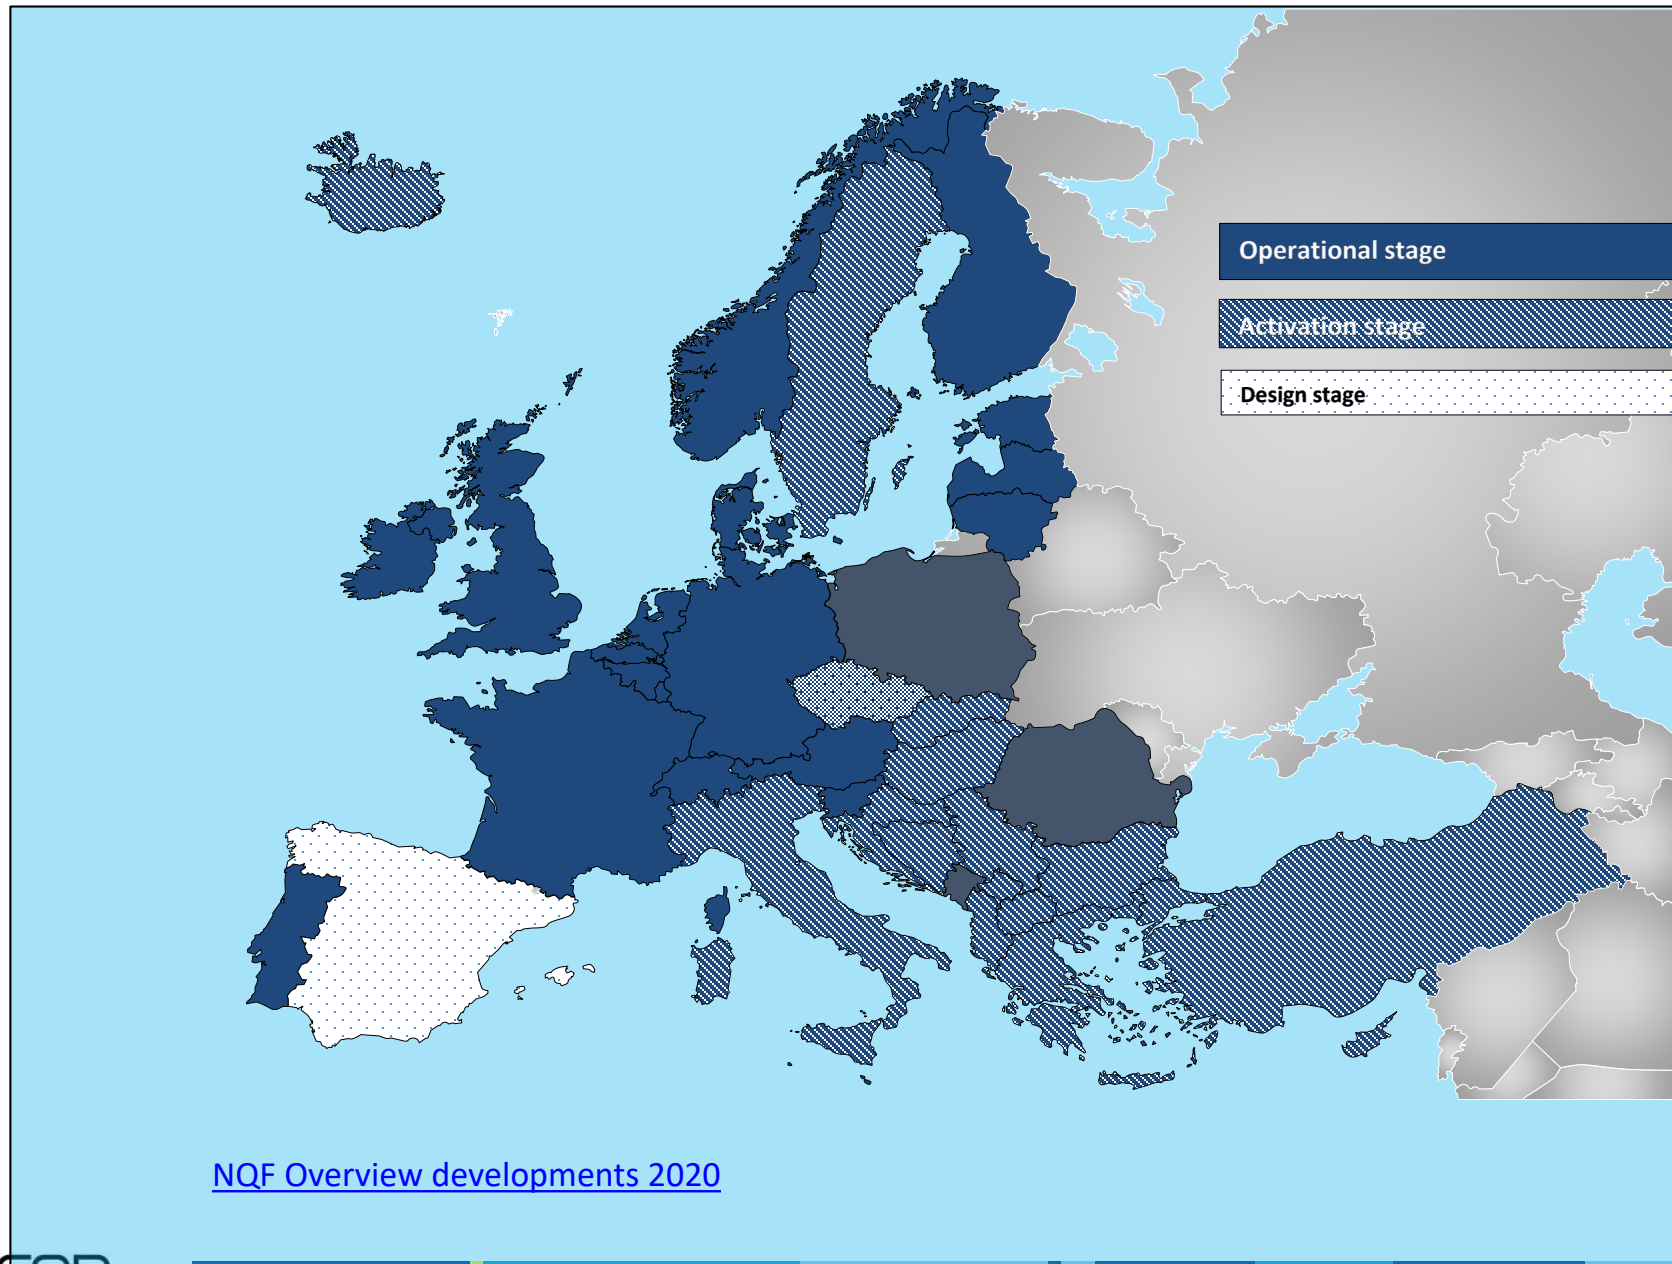 Operational stage
Activation stage
Design stage
NQF Overview developments 2020